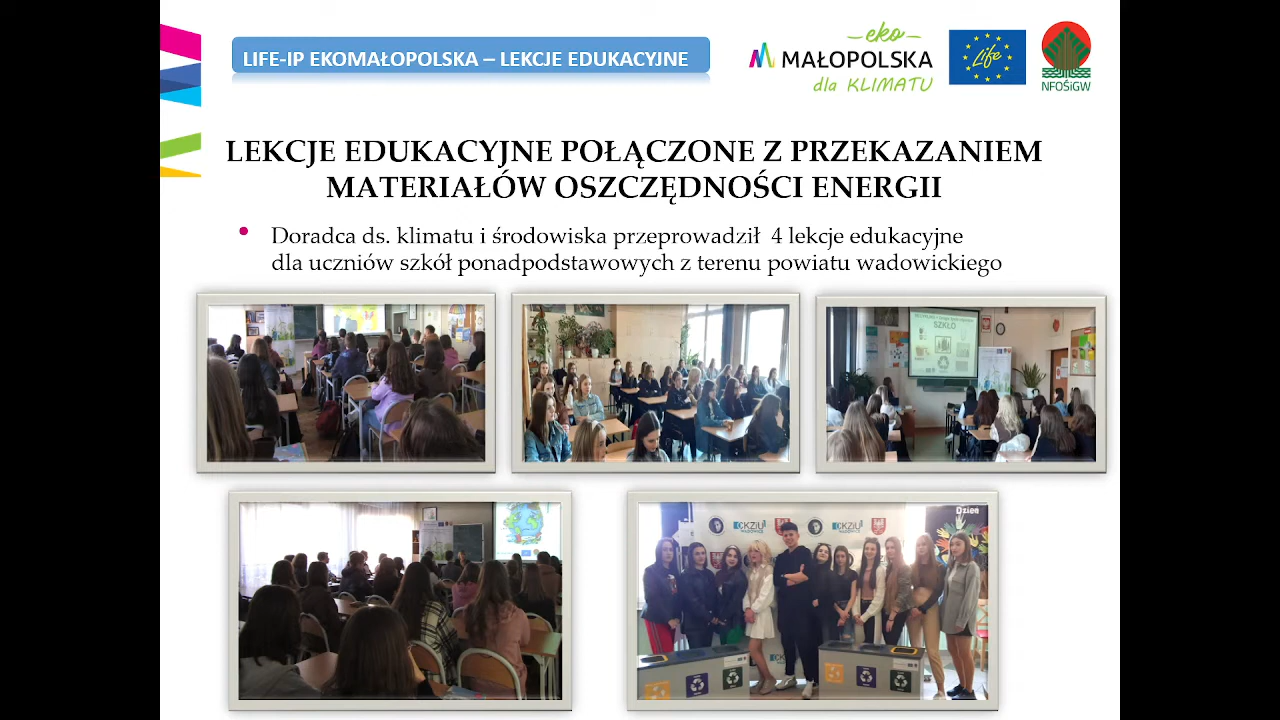 LIFE-IP EKOMAŁOPOLSKA – LEKCJE EDUKACYJNE
eko
MAŁOPOLSKA
dla KLIMATU
Life
NFOŚiGW
LEKCJE EDUKACYJNE POŁĄCZONE Z PRZEKAZANIEM
MATERIAŁÓW OSZCZĘDNOŚCI ENERGII
• Doradca ds. klimatu i środowiska przeprowadził 4 lekcje edukacyjne
dla uczniów szkół ponadpodstawowych z terenu powiatu wadowickiego
SZKŁO
CKZiU
Dzień